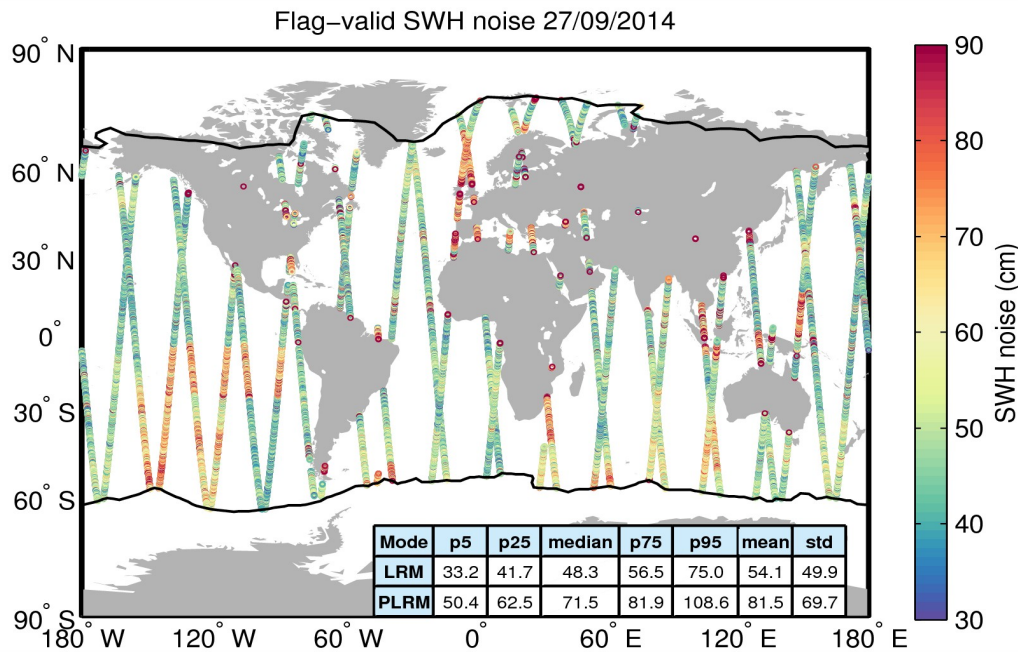 Flag−valid SWH noise 27/09/2014
90° N
60° N
30° N
0°
30° S
60° S
90° S
180° W
120° W
60° W
0°
60° E
120° E
180° E
90
80
70
60
50
40
30
SWH noise (cm)
Mode p5 p25 median p75 p95 mean std
LRM 33.2 41.7 48.3 56.5 75.0 54.1 49.9
PLRM 50.4 62.5 71.5 81.9 108.6 81.5 69.7